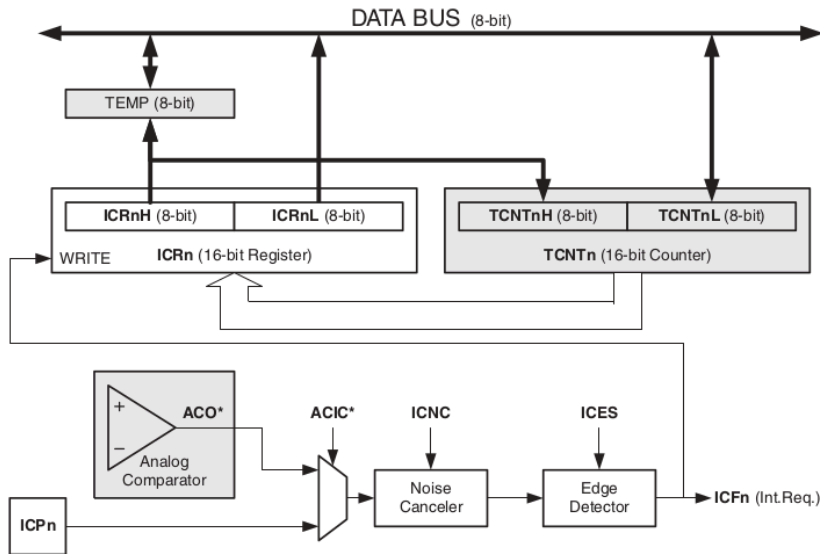 DATA BUS (8-bit)
TEMP (8-bit)
ICRnH (8-bit) ICRnL (8-bit)
TCNTnH (8-bit) TCNTnL (8-bit)
WRITE ICRn (16-bit Register)
TCNTn (16-bit Counter)
ACO* ACIC* ICNC ICES
+
−
Analog
Comparator
Noise
Canceler
Edge
Detector
ICFn (Int.Req.)
ICPn